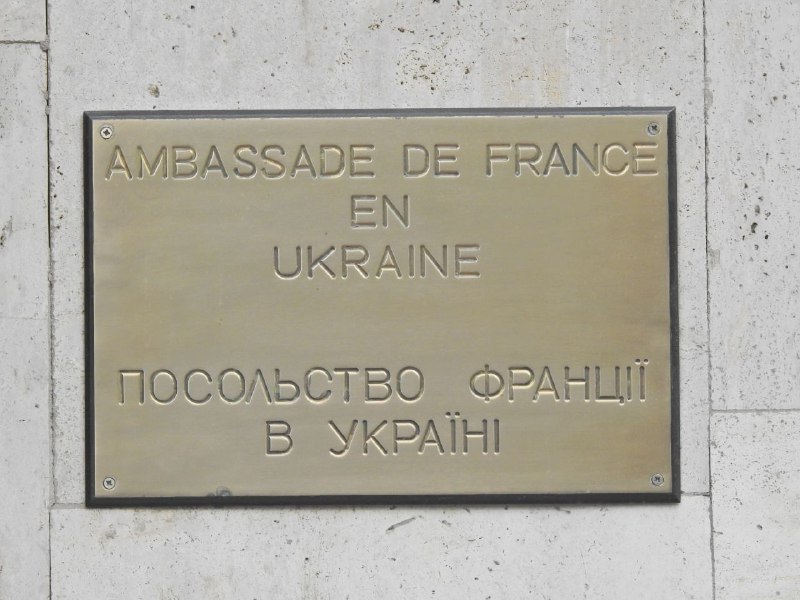 AMBASSADE DE FRANCE
EN
UKRAINE
ПОСОЛЬСТВО ФРАНЦІЇ
В УКРАЇНІ